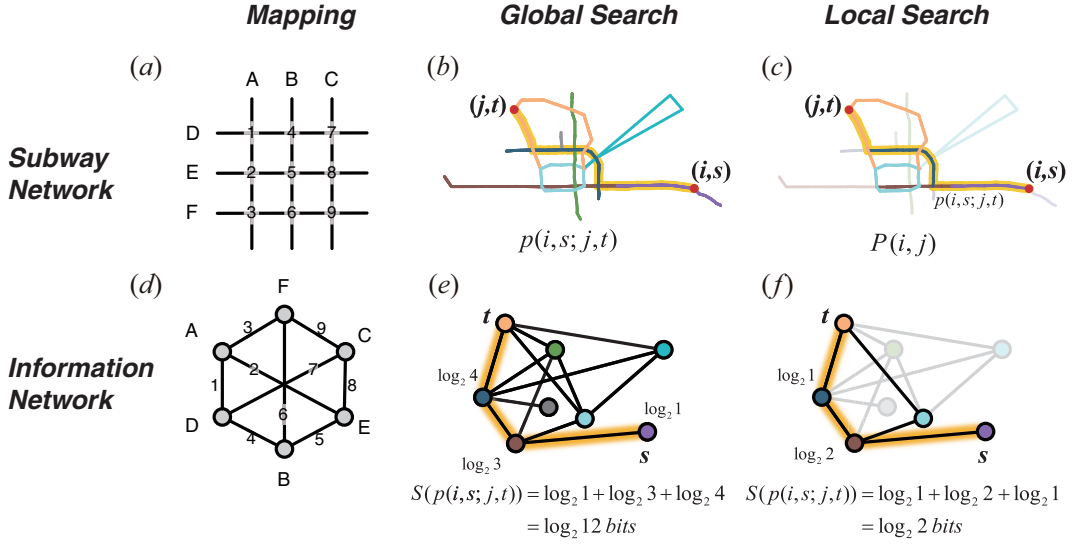 Mapping
Global Search
Local Search
Subway
Network
(a)
A B C
D
E
F
1 4 7
2 5 8
3 6 9
(b)
(j,t)
(i,s)
p(i,s; j,t)
(c)
(j,t)
(i,s)
p(i,s; j,t)
P(i, j)
Information
Network
(d)
F
A
C
D
E
B
3
9
2
7
1
8
6
4
5
(e)
t
log₂ 4
log₂ 3
log₂ 1
s
S(p(i,s; j,t)) = log₂ 1 + log₂ 3 + log₂ 4
= log₂ 12 bits
(f)
t
log₂ 1
log₂ 2
s
S(p(i,s; j,t)) = log₂ 1 + log₂ 2 + log₂ 1
= log₂ 2 bits